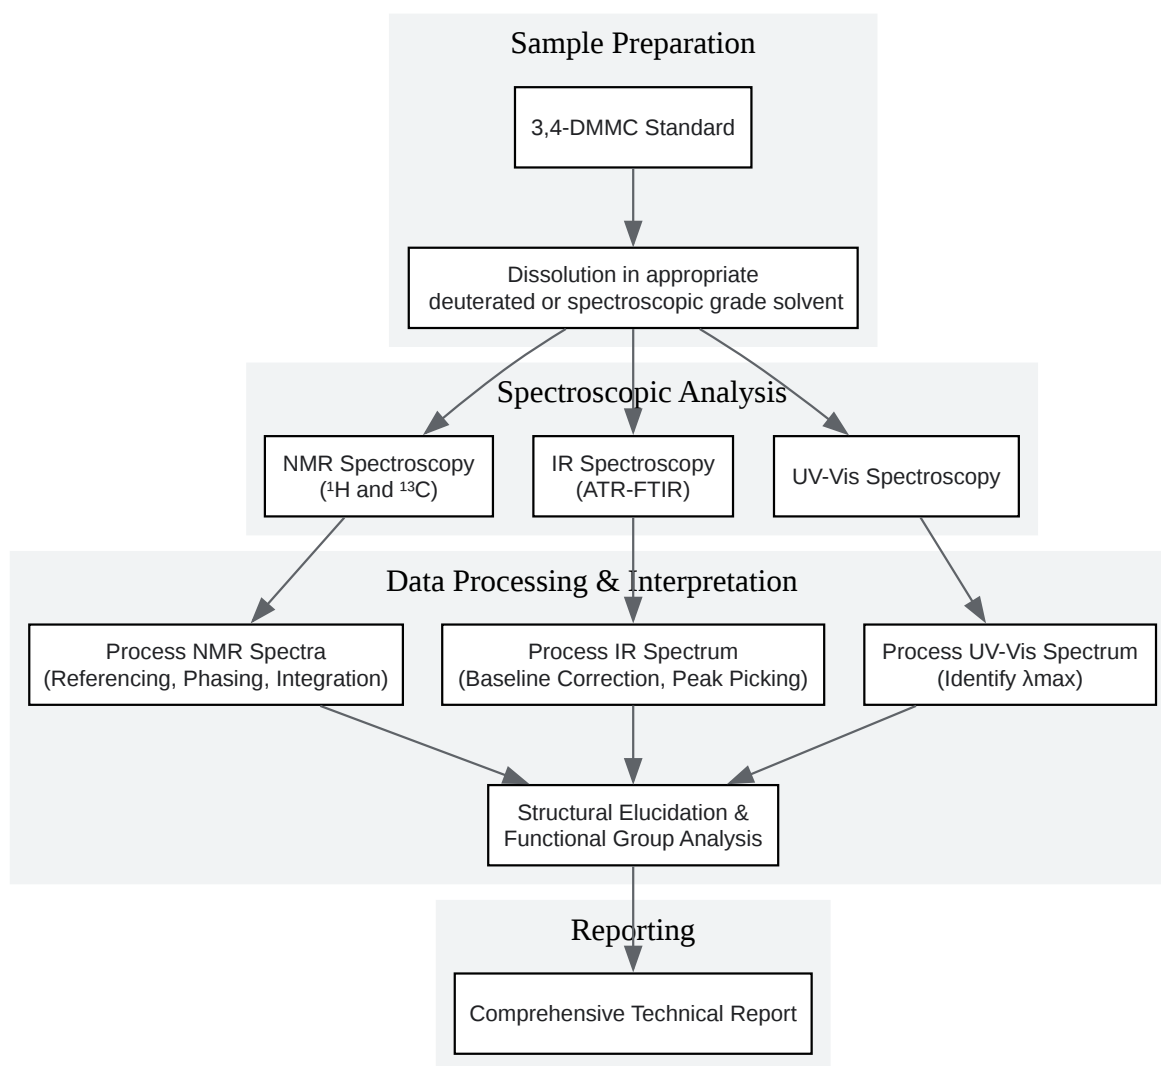 Sample Preparation
3,4-DMMC Standard
Dissolution in appropriate
deuterated or spectroscopic grade solvent
Spectroscopic Analysis
NMR Spectroscopy
(¹H and ¹³C)
IR Spectroscopy
(ATR-FTIR)
UV-Vis Spectroscopy
Data Processing & Interpretation
Process NMR Spectra
(Referencing, Phasing, Integration)
Process IR Spectrum
(Baseline Correction, Peak Picking)
Process UV-Vis Spectrum
(Identify λmax)
Structural Elucidation &
Functional Group Analysis
Reporting
Comprehensive Technical Report